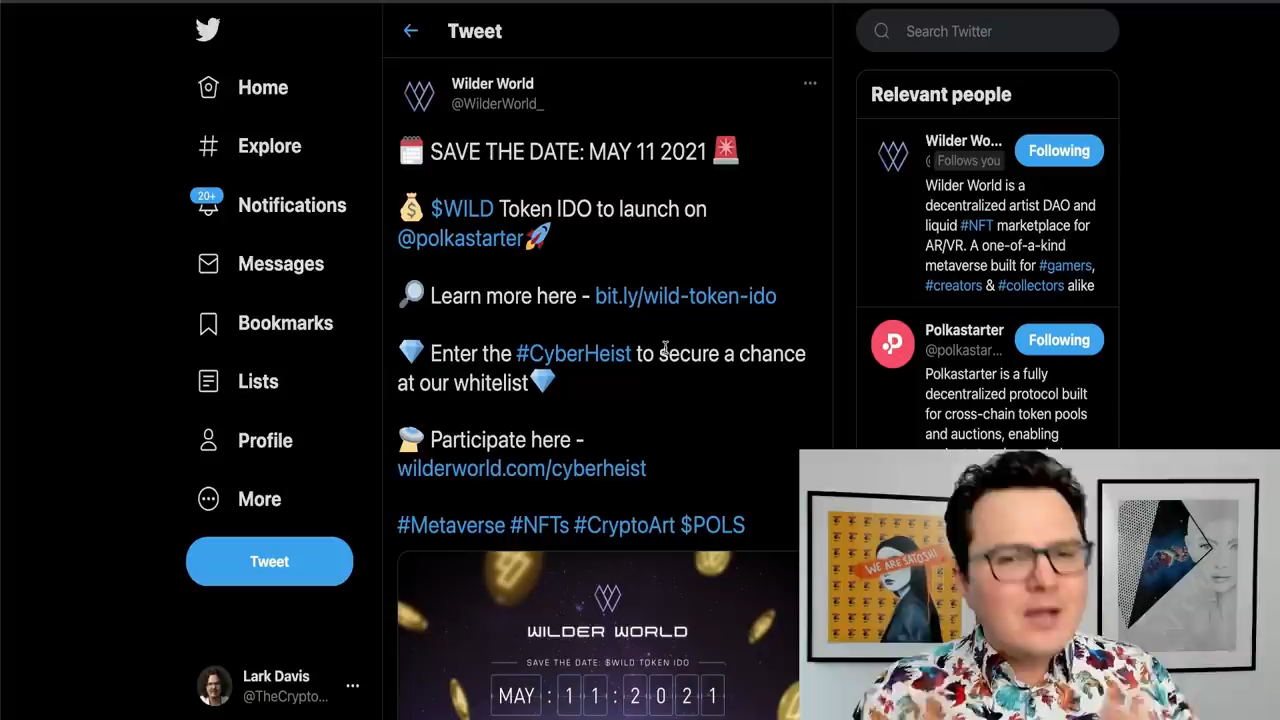 Home
Explore
20+
Notifications
Messages
Bookmarks
Lists
Profile
More
Tweet
Lark Davis
@TheCrypto...
Tweet
Wilder World
@WilderWorld_
SAVE THE DATE: MAY 11 2021
$WILD Token IDO to launch on
@polkastarter
Learn more here - bit.ly/wild-token-ido
Enter the #CyberHeist to secure a chance
at our whitelist
Participate here -
wilderworld.com/cyberheist
#Metaverse #NFTs #CryptoArt $POLS
WILDER WORLD
SAVE THE DATE: $WILD TOKEN IDO
MAY : 11 : 2021
Search Twitter
Relevant people
Wilder Wo...
Follows you
Following
Wilder World is a
decentralized artist DAO and
liquid #NFT marketplace for
AR/VR. A one-of-a-kind
metaverse built for #gamers,
#creators & #collectors alike
Polkastarter
@polkastar...
Following
Polkastarter is a fully
decentralized protocol built
for cross-chain token pools
and auctions, enabling
WE ARE SATOSHI